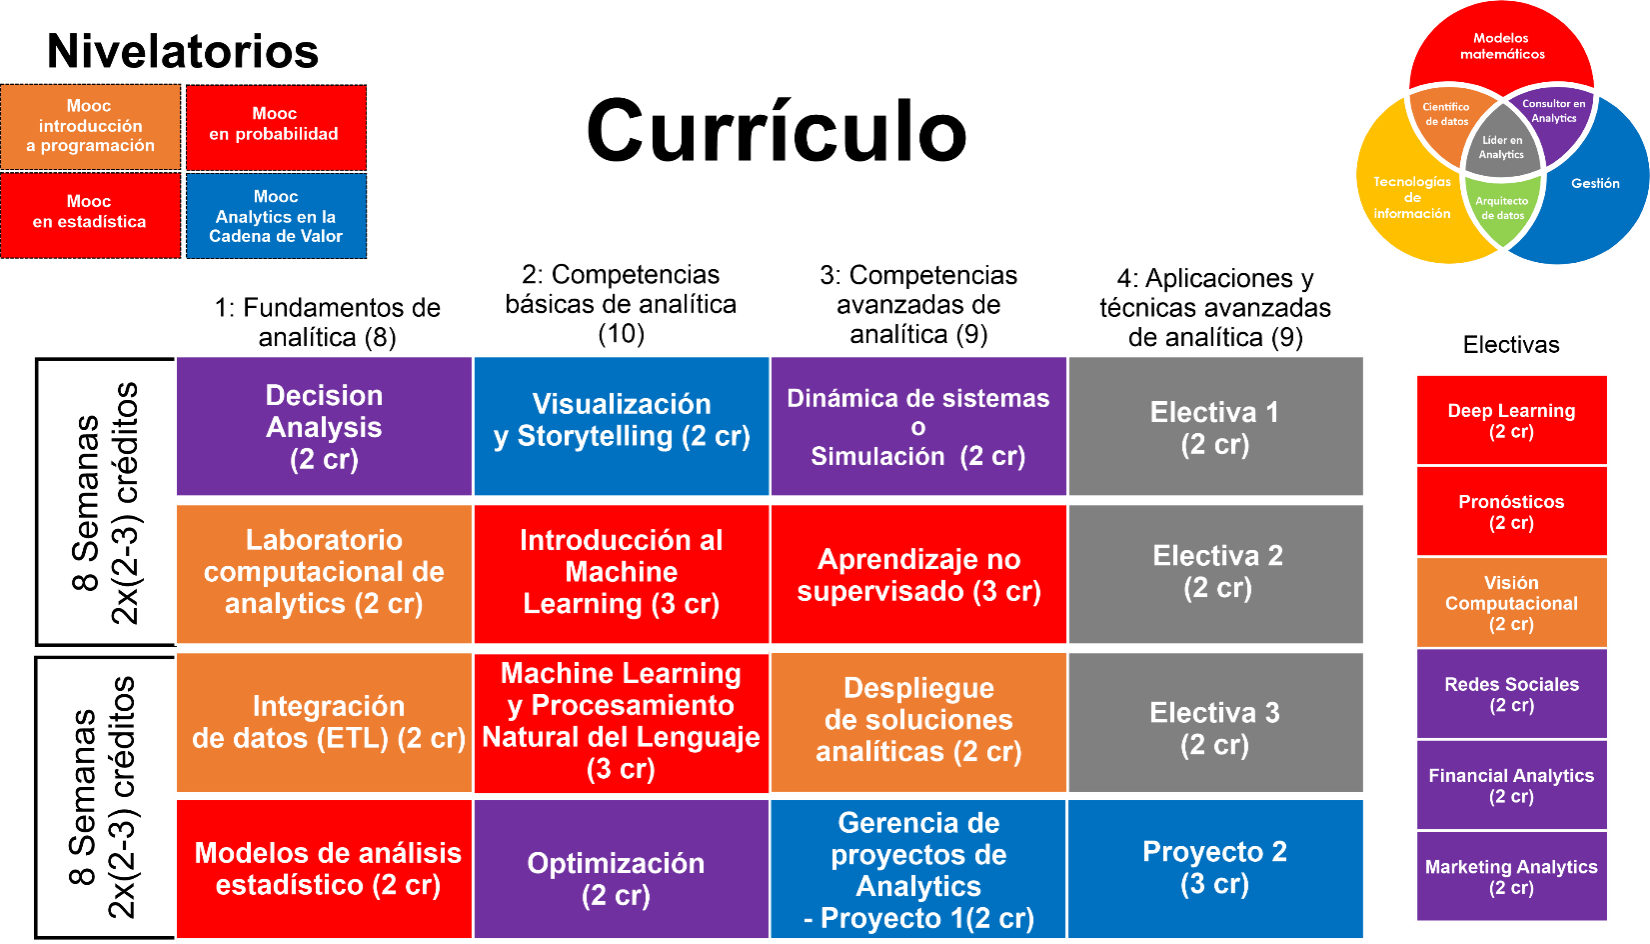 Nivelatorios
Mooc
introducción
a programación
Mooc
en probabilidad
Mooc
en estadística
Mooc
Analytics en la
Cadena de Valor
Currículo
Modelos
matemáticos
Científico
de datos
Consultor en
Analytics
Líder en
Analytics
Tecnologías
de
información
Gestión
Arquitecto
de datos
1: Fundamentos de
analítica (8)
2: Competencias
básicas de analítica
(10)
3: Competencias
avanzadas de
analítica (9)
4: Aplicaciones y
técnicas avanzadas
de analítica (9)
8 Semanas
2x(2-3) créditos
Decision
Analysis
(2 cr)
Visualización
y Storytelling (2 cr)
Dinámica de sistemas
o
Simulación (2 cr)
Electiva 1
(2 cr)
Laboratorio
computacional de
analytics (2 cr)
Introducción al
Machine
Learning (3 cr)
Aprendizaje no
supervisado (3 cr)
Electiva 2
(2 cr)
8 Semanas
2x(2-3) créditos
Integración
de datos (ETL) (2 cr)
Machine Learning
y Procesamiento
Natural del Lenguaje
(3 cr)
Despliegue
de soluciones
analíticas (2 cr)
Electiva 3
(2 cr)
Modelos de análisis
estadístico (2 cr)
Optimización
(2 cr)
Gerencia de
proyectos de
Analytics
- Proyecto 1(2 cr)
Proyecto 2
(3 cr)
Electivas
Deep Learning
(2 cr)
Pronósticos
(2 cr)
Visión
Computacional
(2 cr)
Redes Sociales
(2 cr)
Financial Analytics
(2 cr)
Marketing Analytics
(2 cr)